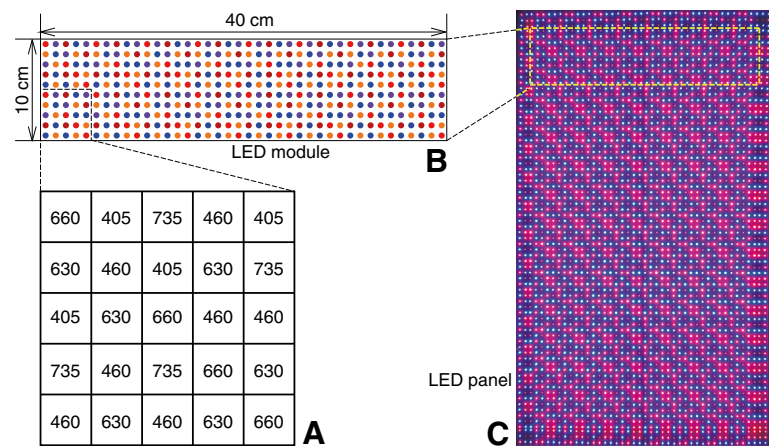 40 cm
10 cm
LED module
B
660 405 735 460 405
630 460 405 630 735
405 630 660 460 460
735 460 735 660 630
460 630 460 630 660
A
LED panel
C